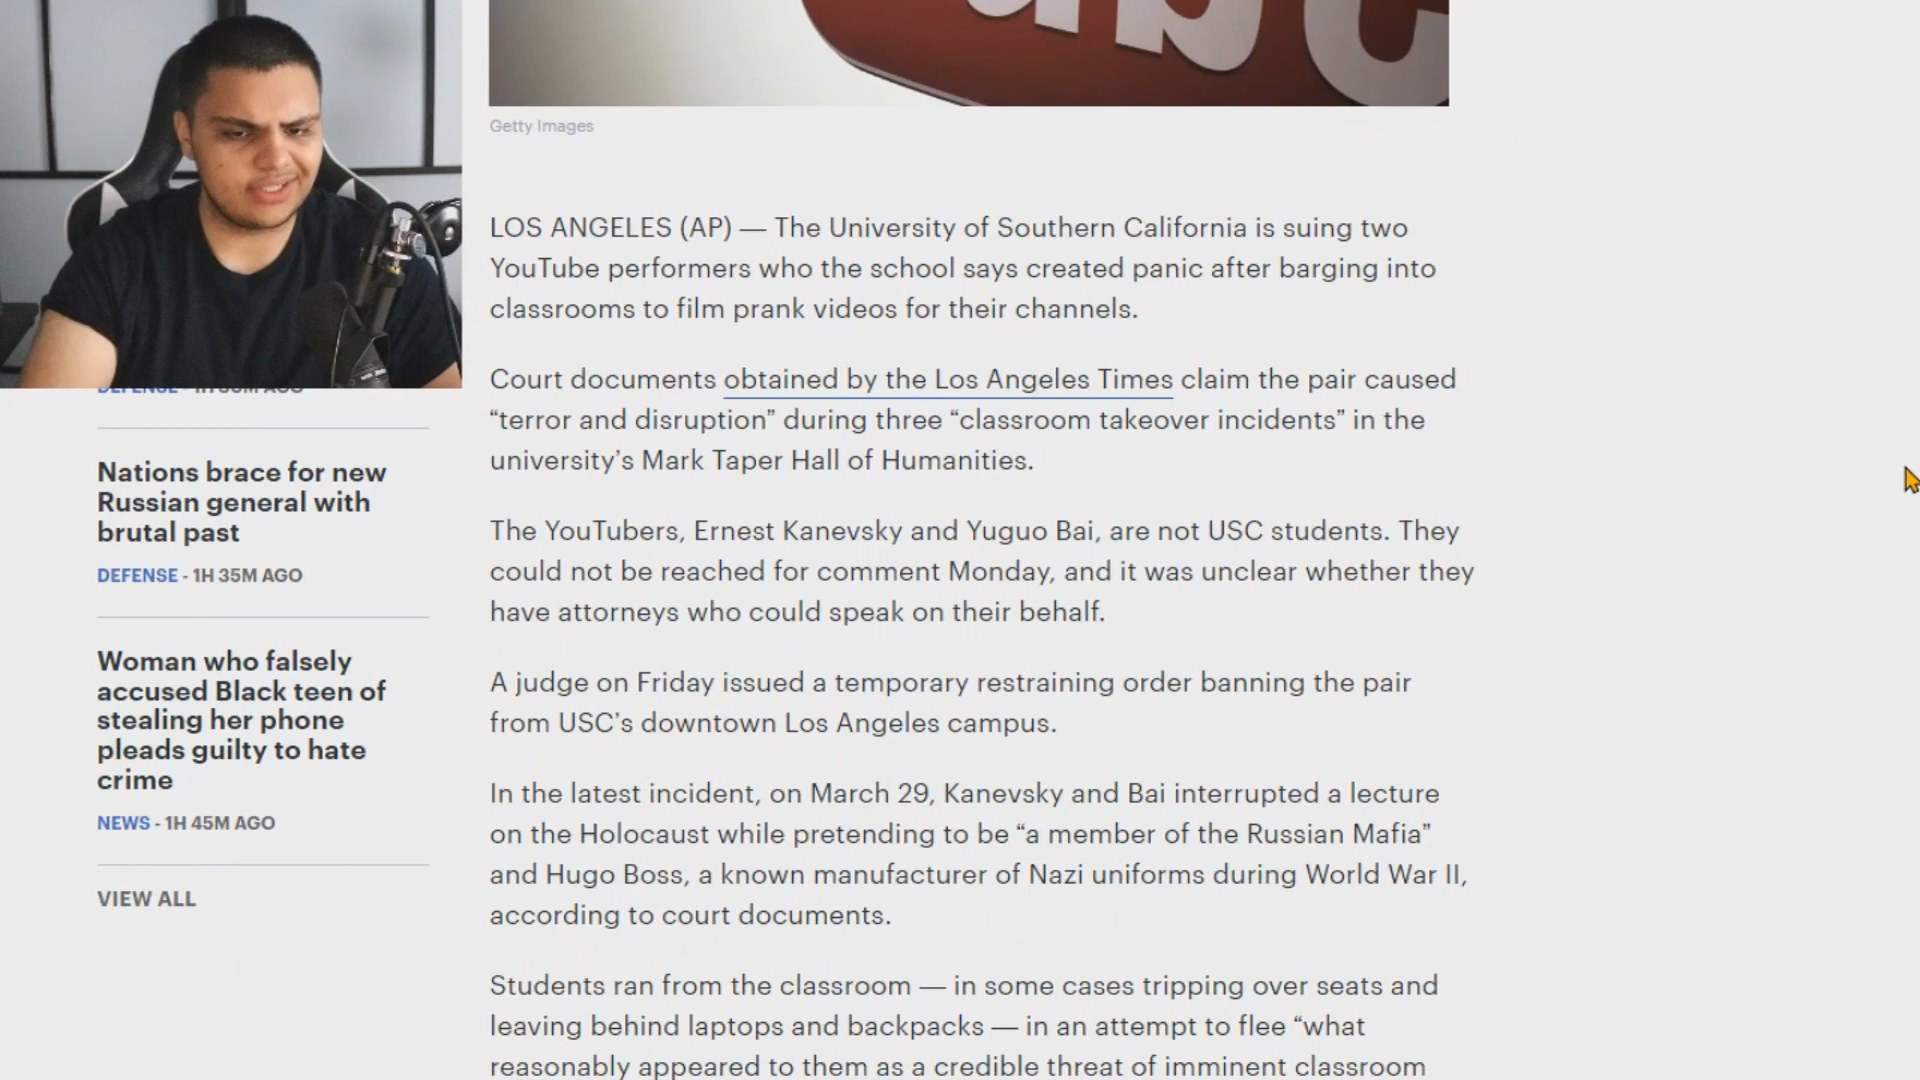 ube
Getty Images
LOS ANGELES (AP) — The University of Southern California is suing two
YouTube performers who the school says created panic after barging into
classrooms to film prank videos for their channels.
Court documents obtained by the Los Angeles Times claim the pair caused
“terror and disruption” during three “classroom takeover incidents” in the
university’s Mark Taper Hall of Humanities.
The YouTubers, Ernest Kanevsky and Yuguo Bai, are not USC students. They
could not be reached for comment Monday, and it was unclear whether they
have attorneys who could speak on their behalf.
A judge on Friday issued a temporary restraining order banning the pair
from USC’s downtown Los Angeles campus.
In the latest incident, on March 29, Kanevsky and Bai interrupted a lecture
on the Holocaust while pretending to be “a member of the Russian Mafia”
and Hugo Boss, a known manufacturer of Nazi uniforms during World War II,
according to court documents.
Students ran from the classroom — in some cases tripping over seats and
leaving behind laptops and backpacks — in an attempt to flee “what
reasonably appeared to them as a credible threat of imminent classroom
Nations brace for new
Russian general with
brutal past
DEFENSE - 1H 35M AGO
Woman who falsely
accused Black teen of
stealing her phone
pleads guilty to hate
crime
NEWS - 1H 45M AGO
VIEW ALL